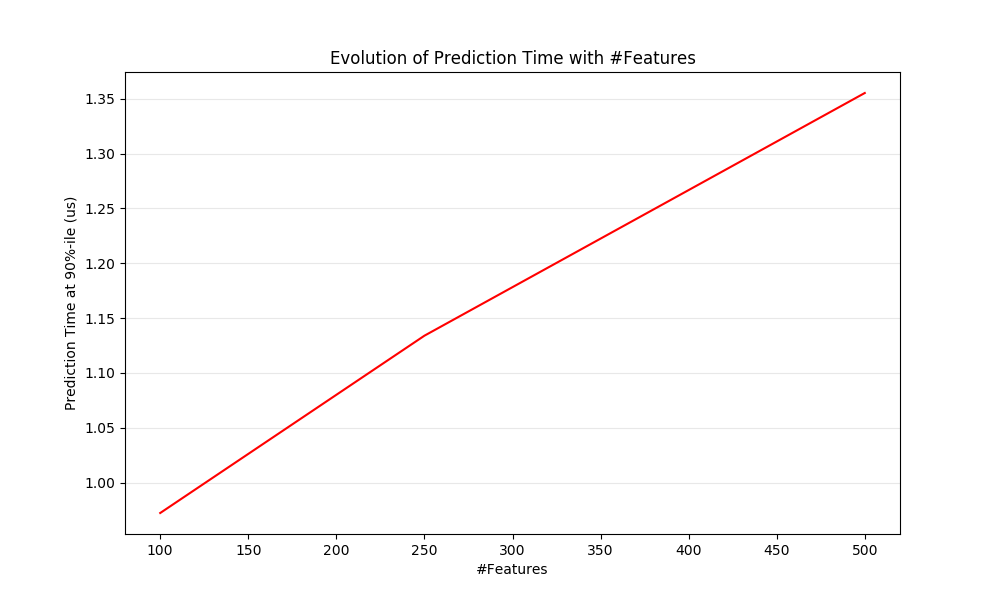 Evolution of Prediction Time with #Features
Prediction Time at 90%-ile (us)
1.35
1.30
1.25
1.20
1.15
1.10
1.05
1.00
100 150 200 250 300 350 400 450 500
#Features